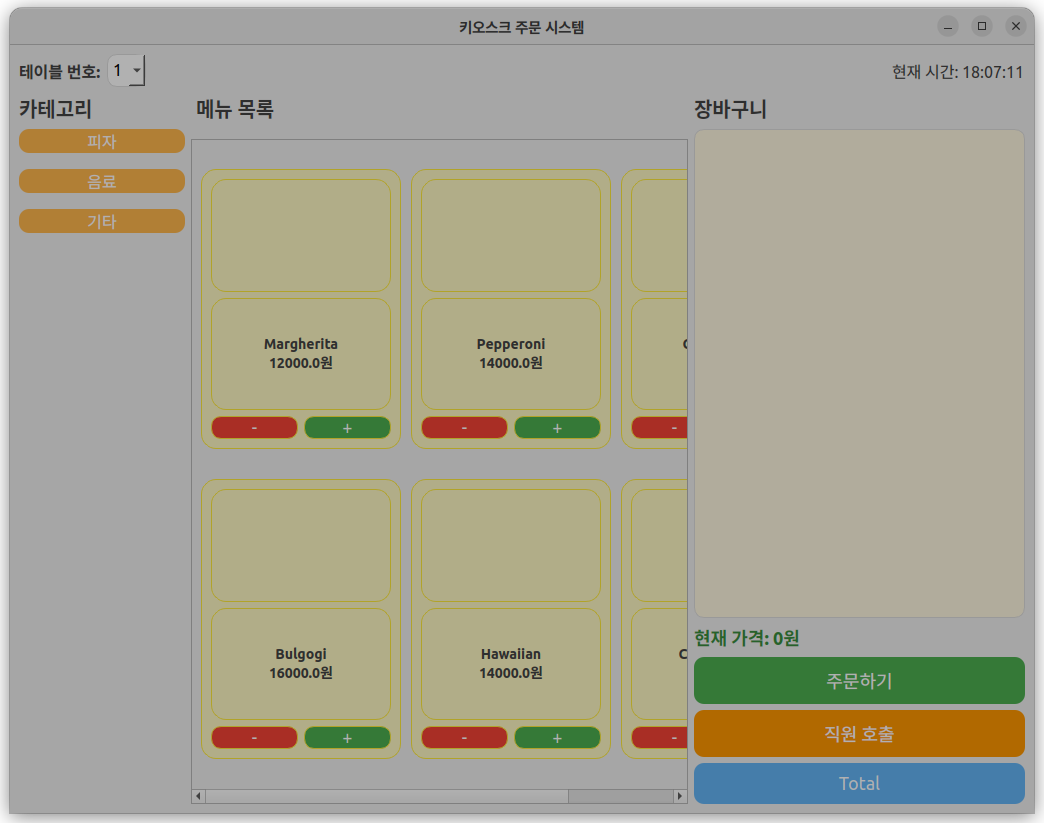 키오스크 주문 시스템
테이블 번호: 1
현재 시간: 18:07:11
카테고리
메뉴 목록
장바구니
피자
음료
기타
Margherita
12000.0원
- +
Pepperoni
14000.0원
- +
-
Bulgogi
16000.0원
- +
Hawaiian
14000.0원
- +
C
-
현재 가격: 0원
주문하기
직원 호출
Total